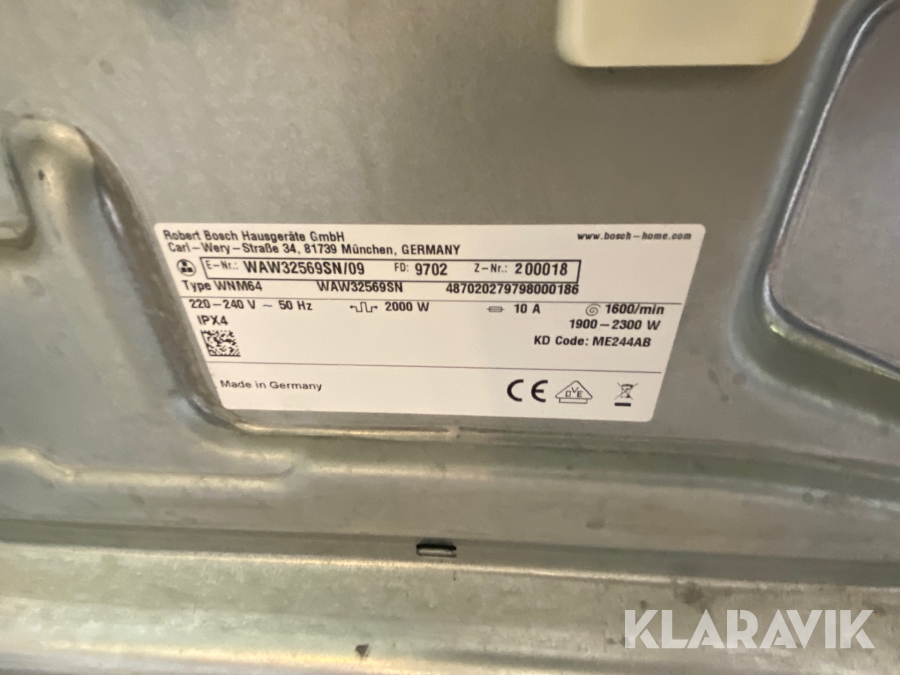 Robert Bosch Hausgeräte GmbH
www.bosch-home.com
Carl-Wery-Straße 34, 81739 München, GERMANY
E-Nr.: WAW32569SN/09 FD: 9702 Z-Nr.: 200018
Type WNM64 WAW32569SN 487020279798000186
220-240 V ~ 50 Hz 2000 W 10 A 1600/min
IPX4 1900-2300 W
KD Code: ME244AB
Made in Germany CE DVE
KLARAVIK